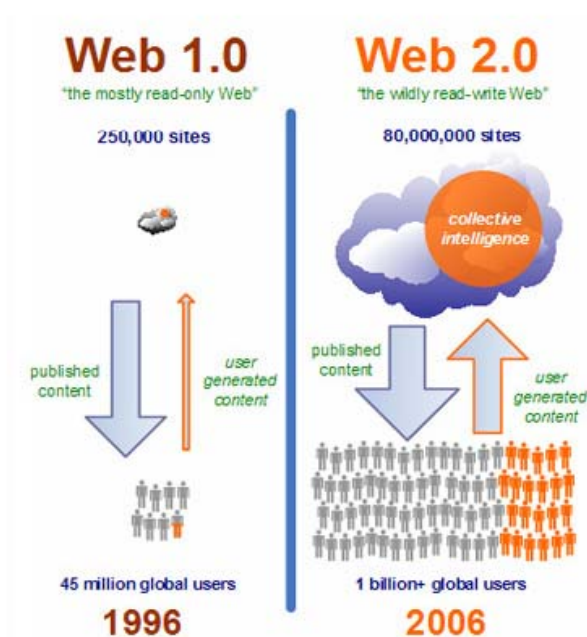 Web 1.0
"the mostly read-only Web"
250,000 sites
published
content
user
generated
content
45 million global users
1996
Web 2.0
"the wildly read-write Web"
80,000,000 sites
collective
intelligence
published
content
user
generated
content
1 billion+ global users
2006